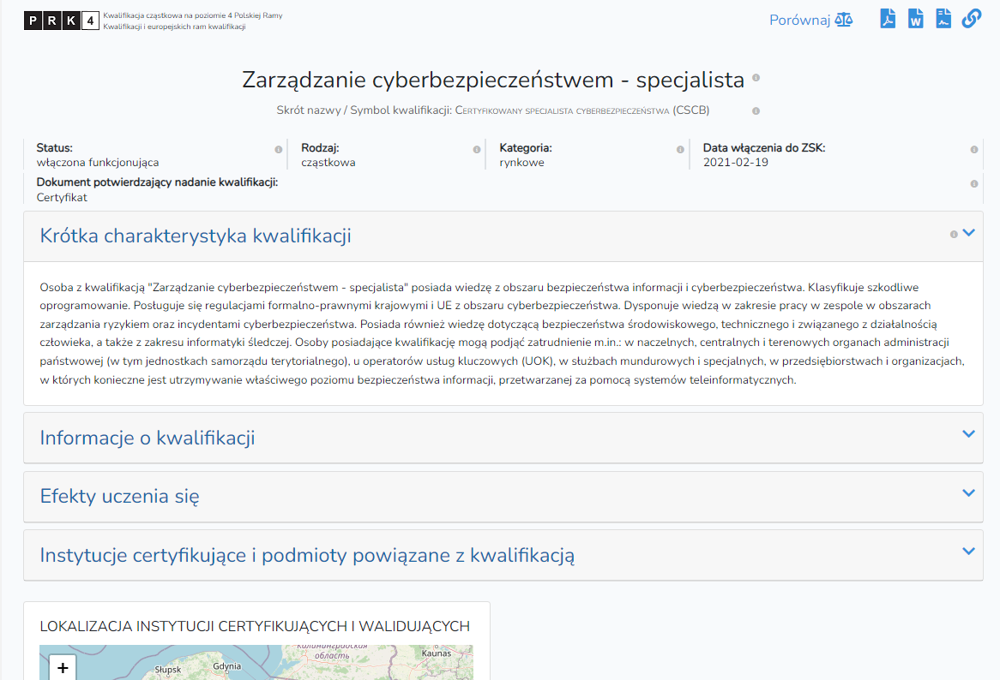 PRK4 Kwalifikacja cząstkowa na poziomie 4 Polskiej Ramy
Kwalifikacji i europejskich ram kwalifikacji
Porównaj
Zarządzanie cyberbezpieczeństwem - specjalista
Skrót nazwy / Symbol kwalifikacji: Certyfikowany specjalista cyberbezpieczeństwa (CSCB)
Status:
włączona funkcjonująca
Rodzaj:
cząstkowa
Kategoria:
rynkowe
Data włączenia do ZSK:
2021-02-19
Dokument potwierdzający nadanie kwalifikacji:
Certyfikat
Krótka charakterystyka kwalifikacji
Osoba z kwalifikacją "Zarządzanie cyberbezpieczeństwem - specjalista" posiada wiedzę z obszaru bezpieczeństwa informacji i cyberbezpieczeństwa. Klasyfikuje szkodliwe
oprogramowanie. Posługuje się regulacjami formalno-prawnymi krajowymi i UE z obszaru cyberbezpieczeństwa. Dysponuje wiedzą w zakresie pracy w zespole w obszarach
zarządzania ryzykiem oraz incydentami cyberbezpieczeństwa. Posiada również wiedzę dotyczącą bezpieczeństwa środowiskowego, technicznego i związanego z działalnością
człowieka, a także z zakresu informatyki śledczej. Osoby posiadające kwalifikację mogą podjąć zatrudnienie m.in.: w naczelnych, centralnych i terenowych organach administracji
państwowej (w tym jednostkach samorządu terytorialnego), u operatorów usług kluczowych (UOK), w służbach mundurowych i specjalnych, w przedsiębiorstwach i organizacjach,
w których konieczne jest utrzymywanie właściwego poziomu bezpieczeństwa informacji, przetwarzanej za pomocą systemów teleinformatycznych.
Informacje o kwalifikacji
Efekty uczenia się
Instytucje certyfikujące i podmioty powiązane z kwalifikacją
LOKALIZACJA INSTYTUCJI CERTYFIKUJĄCYCH I WALIDUJĄCYCH
+
Słupsk
Gdynia
Калининградская
область
Kaunas